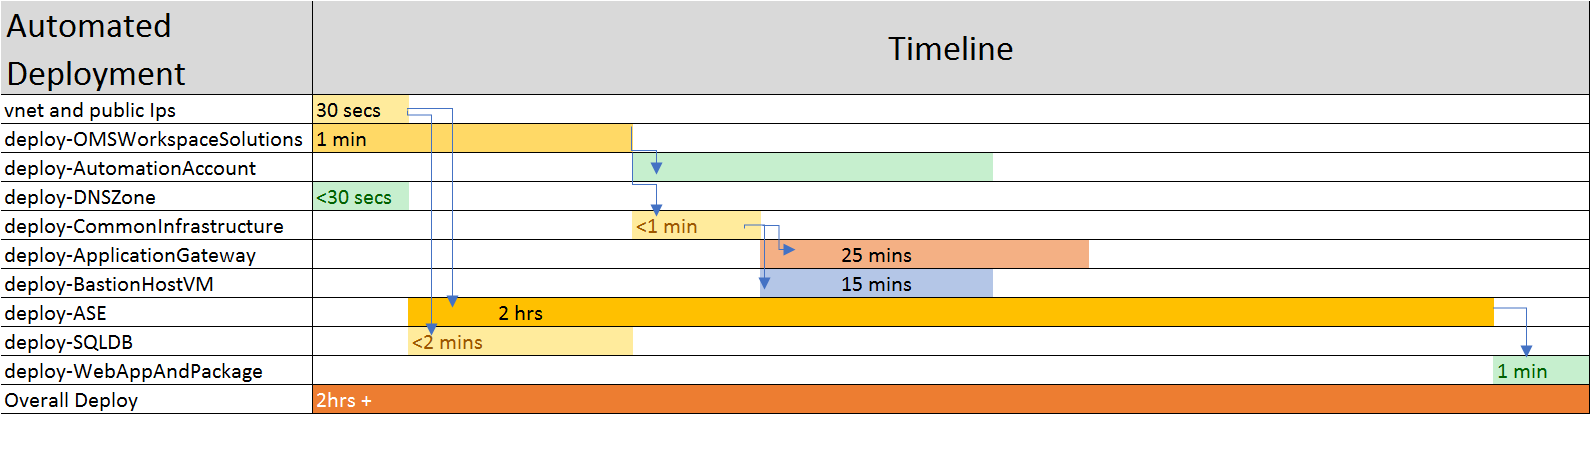 Automated
Deployment
Timeline
vnet and public Ips
30 secs
deploy-OMSWorkspaceSolutions
1 min
deploy-AutomationAccount
deploy-DNSZone
<30 secs
deploy-CommonInfrastructure
<1 min
deploy-ApplicationGateway
25 mins
deploy-BastionHostVM
15 mins
deploy-ASE
2 hrs
deploy-SQLDB
<2 mins
deploy-WebAppAndPackage
1 min
Overall Deploy
2hrs +